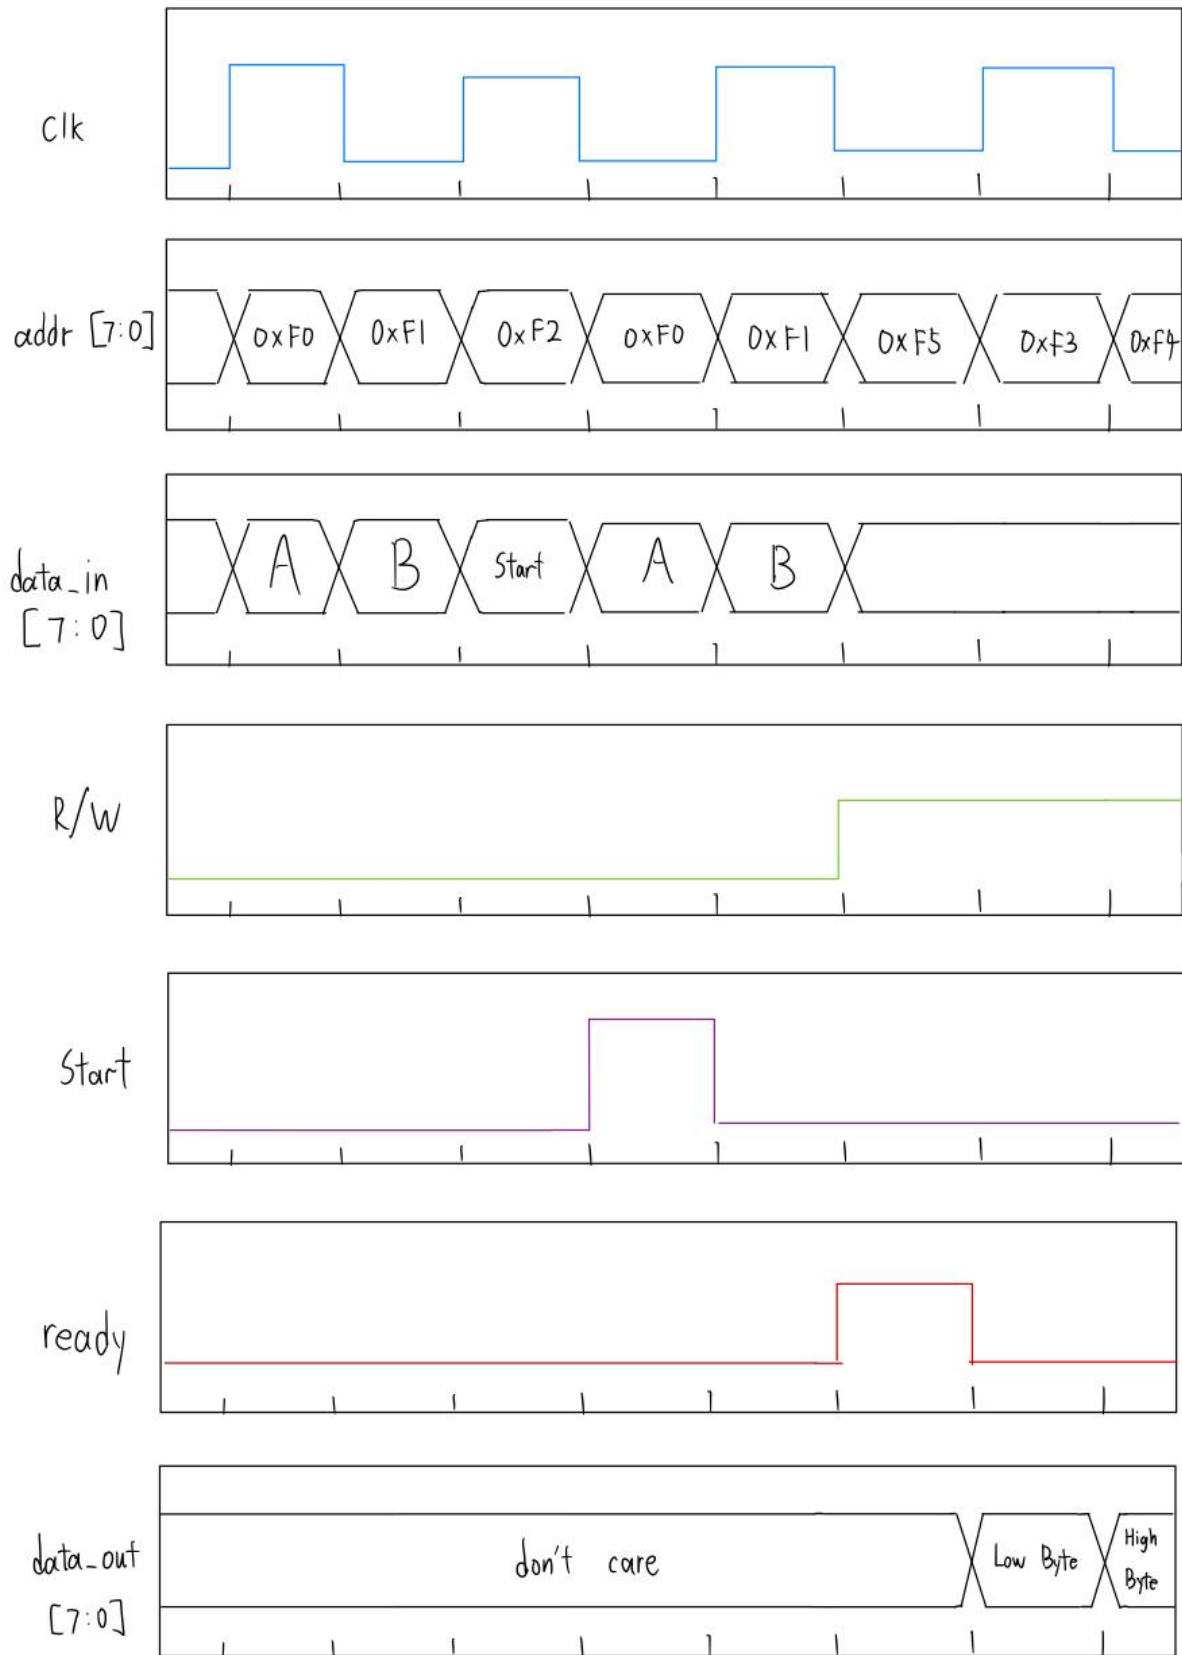 Clk
addr [7:0]
0xF0 0xF1 0xF2 0xF0 0xF1 0xF5 0xF3 0xF4
data_in
[7:0]
A B Start A B
R/W
Start
ready
data_out
[7:0]
don't care
Low Byte
High
Byte